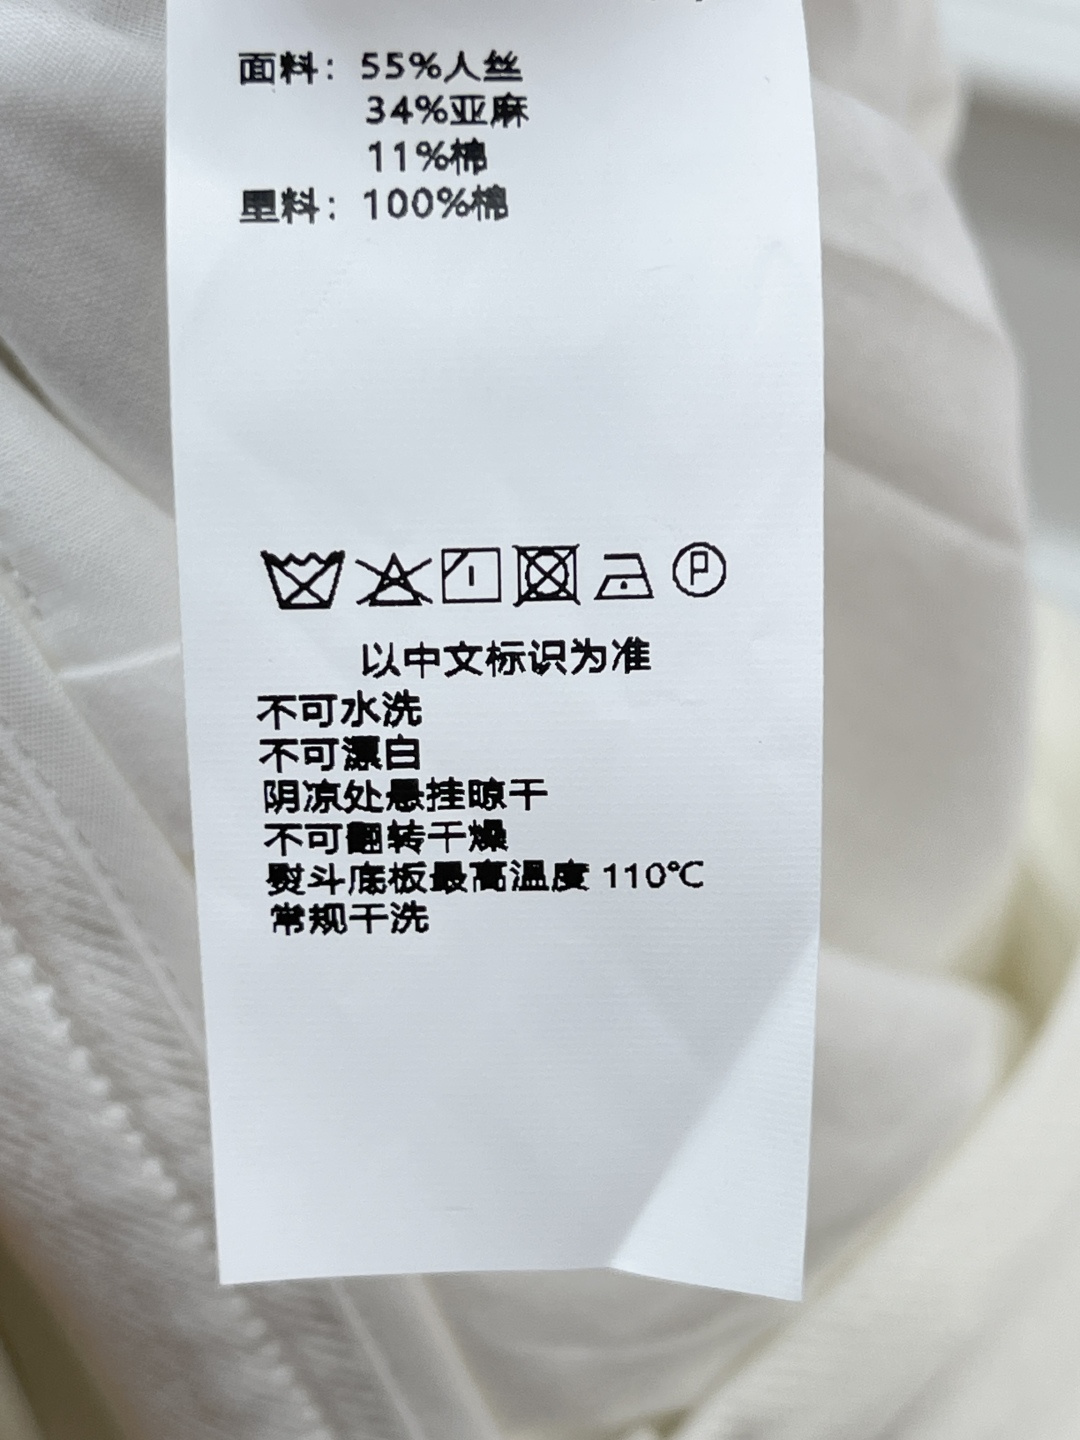 面料：55%人丝
34%亚麻
11%棉
里料：100%棉
P
以中文标识为准
不可水洗
不可漂白
阴凉处悬挂晾干
不可翻转干燥
熨斗底板最高温度 110℃
常规干洗